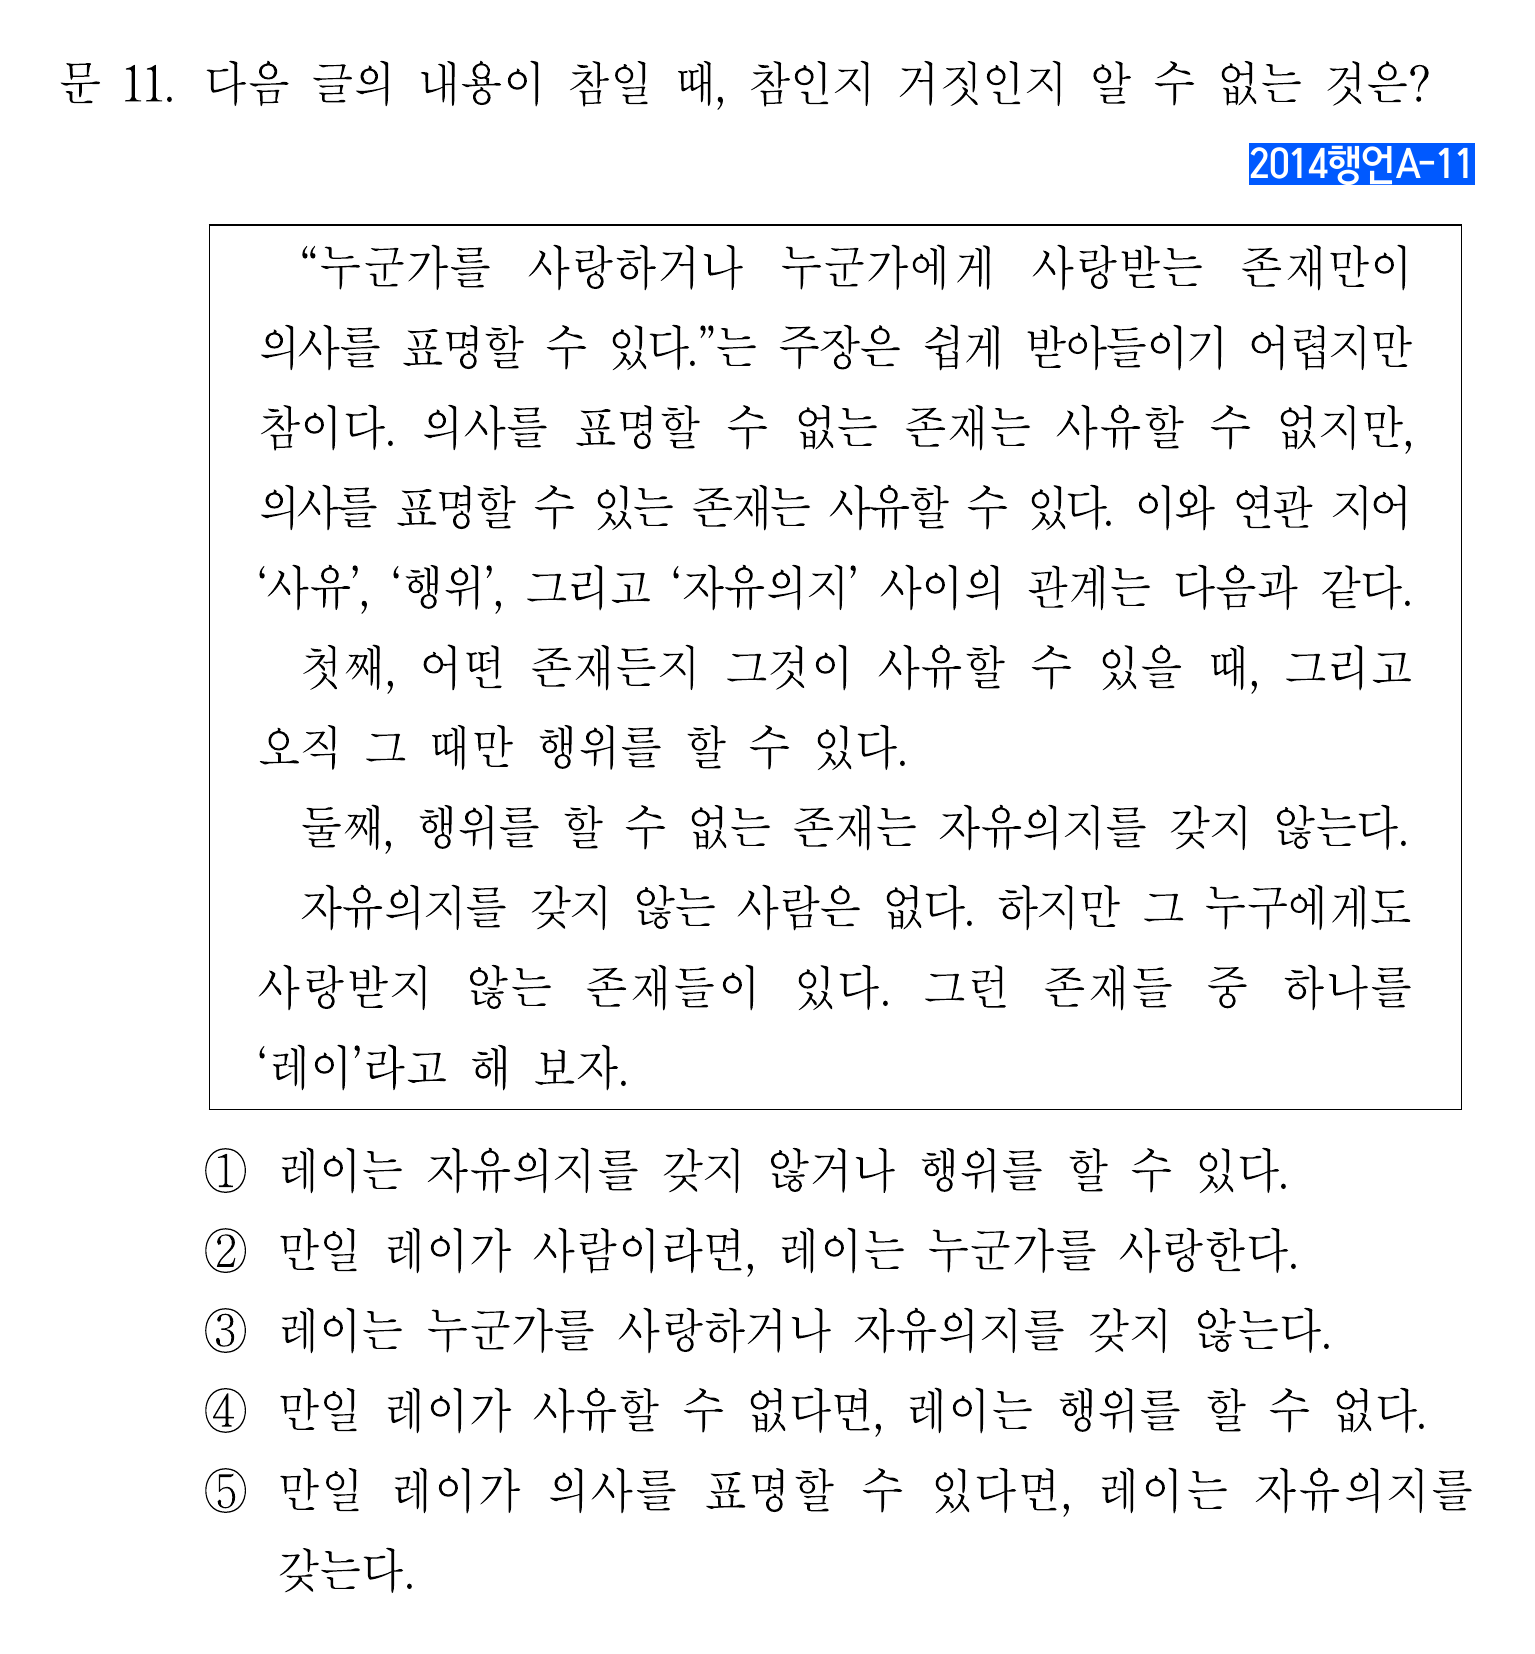 문 11. 다음 글의 내용이 참일 때, 참인지 거짓인지 알 수 없는 것은?
2014행언A-11
“누군가를 사랑하거나 누군가에게 사랑받는 존재만이
의사를 표명할 수 있다.”는 주장은 쉽게 받아들이기 어렵지만
참이다. 의사를 표명할 수 없는 존재는 사유할 수 없지만,
의사를 표명할 수 있는 존재는 사유할 수 있다. 이와 연관 지어
‘사유’, ‘행위’, 그리고 ‘자유의지’ 사이의 관계는 다음과 같다.
첫째, 어떤 존재든지 그것이 사유할 수 있을 때, 그리고
오직 그 때만 행위를 할 수 있다.
둘째, 행위를 할 수 없는 존재는 자유의지를 갖지 않는다.
자유의지를 갖지 않는 사람은 없다. 하지만 그 누구에게도
사랑받지 않는 존재들이 있다. 그런 존재들 중 하나를
‘레이’라고 해 보자.
① 레이는 자유의지를 갖지 않거나 행위를 할 수 있다.
② 만일 레이가 사람이라면, 레이는 누군가를 사랑한다.
③ 레이는 누군가를 사랑하거나 자유의지를 갖지 않는다.
④ 만일 레이가 사유할 수 없다면, 레이는 행위를 할 수 없다.
⑤ 만일 레이가 의사를 표명할 수 있다면, 레이는 자유의지를
갖는다.